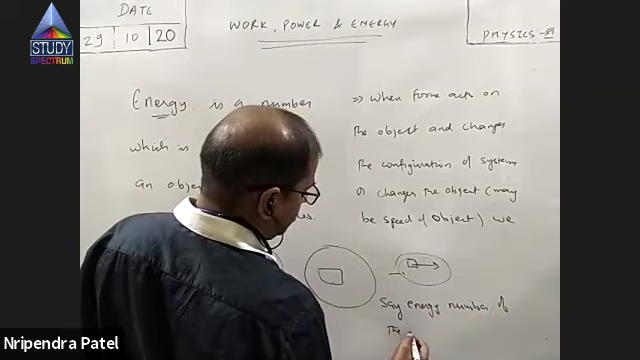 STUDY
SPECTRUM
DATE
29 10 20
WORK, POWER & ENERGY
PHYSICS-
Energy is a number
which is
an obje
es.
=> When force acts on
the object and changes
the configuration of system
or changes the object (may
be speed of object) we
Say energy number of
the
Nripendra Patel